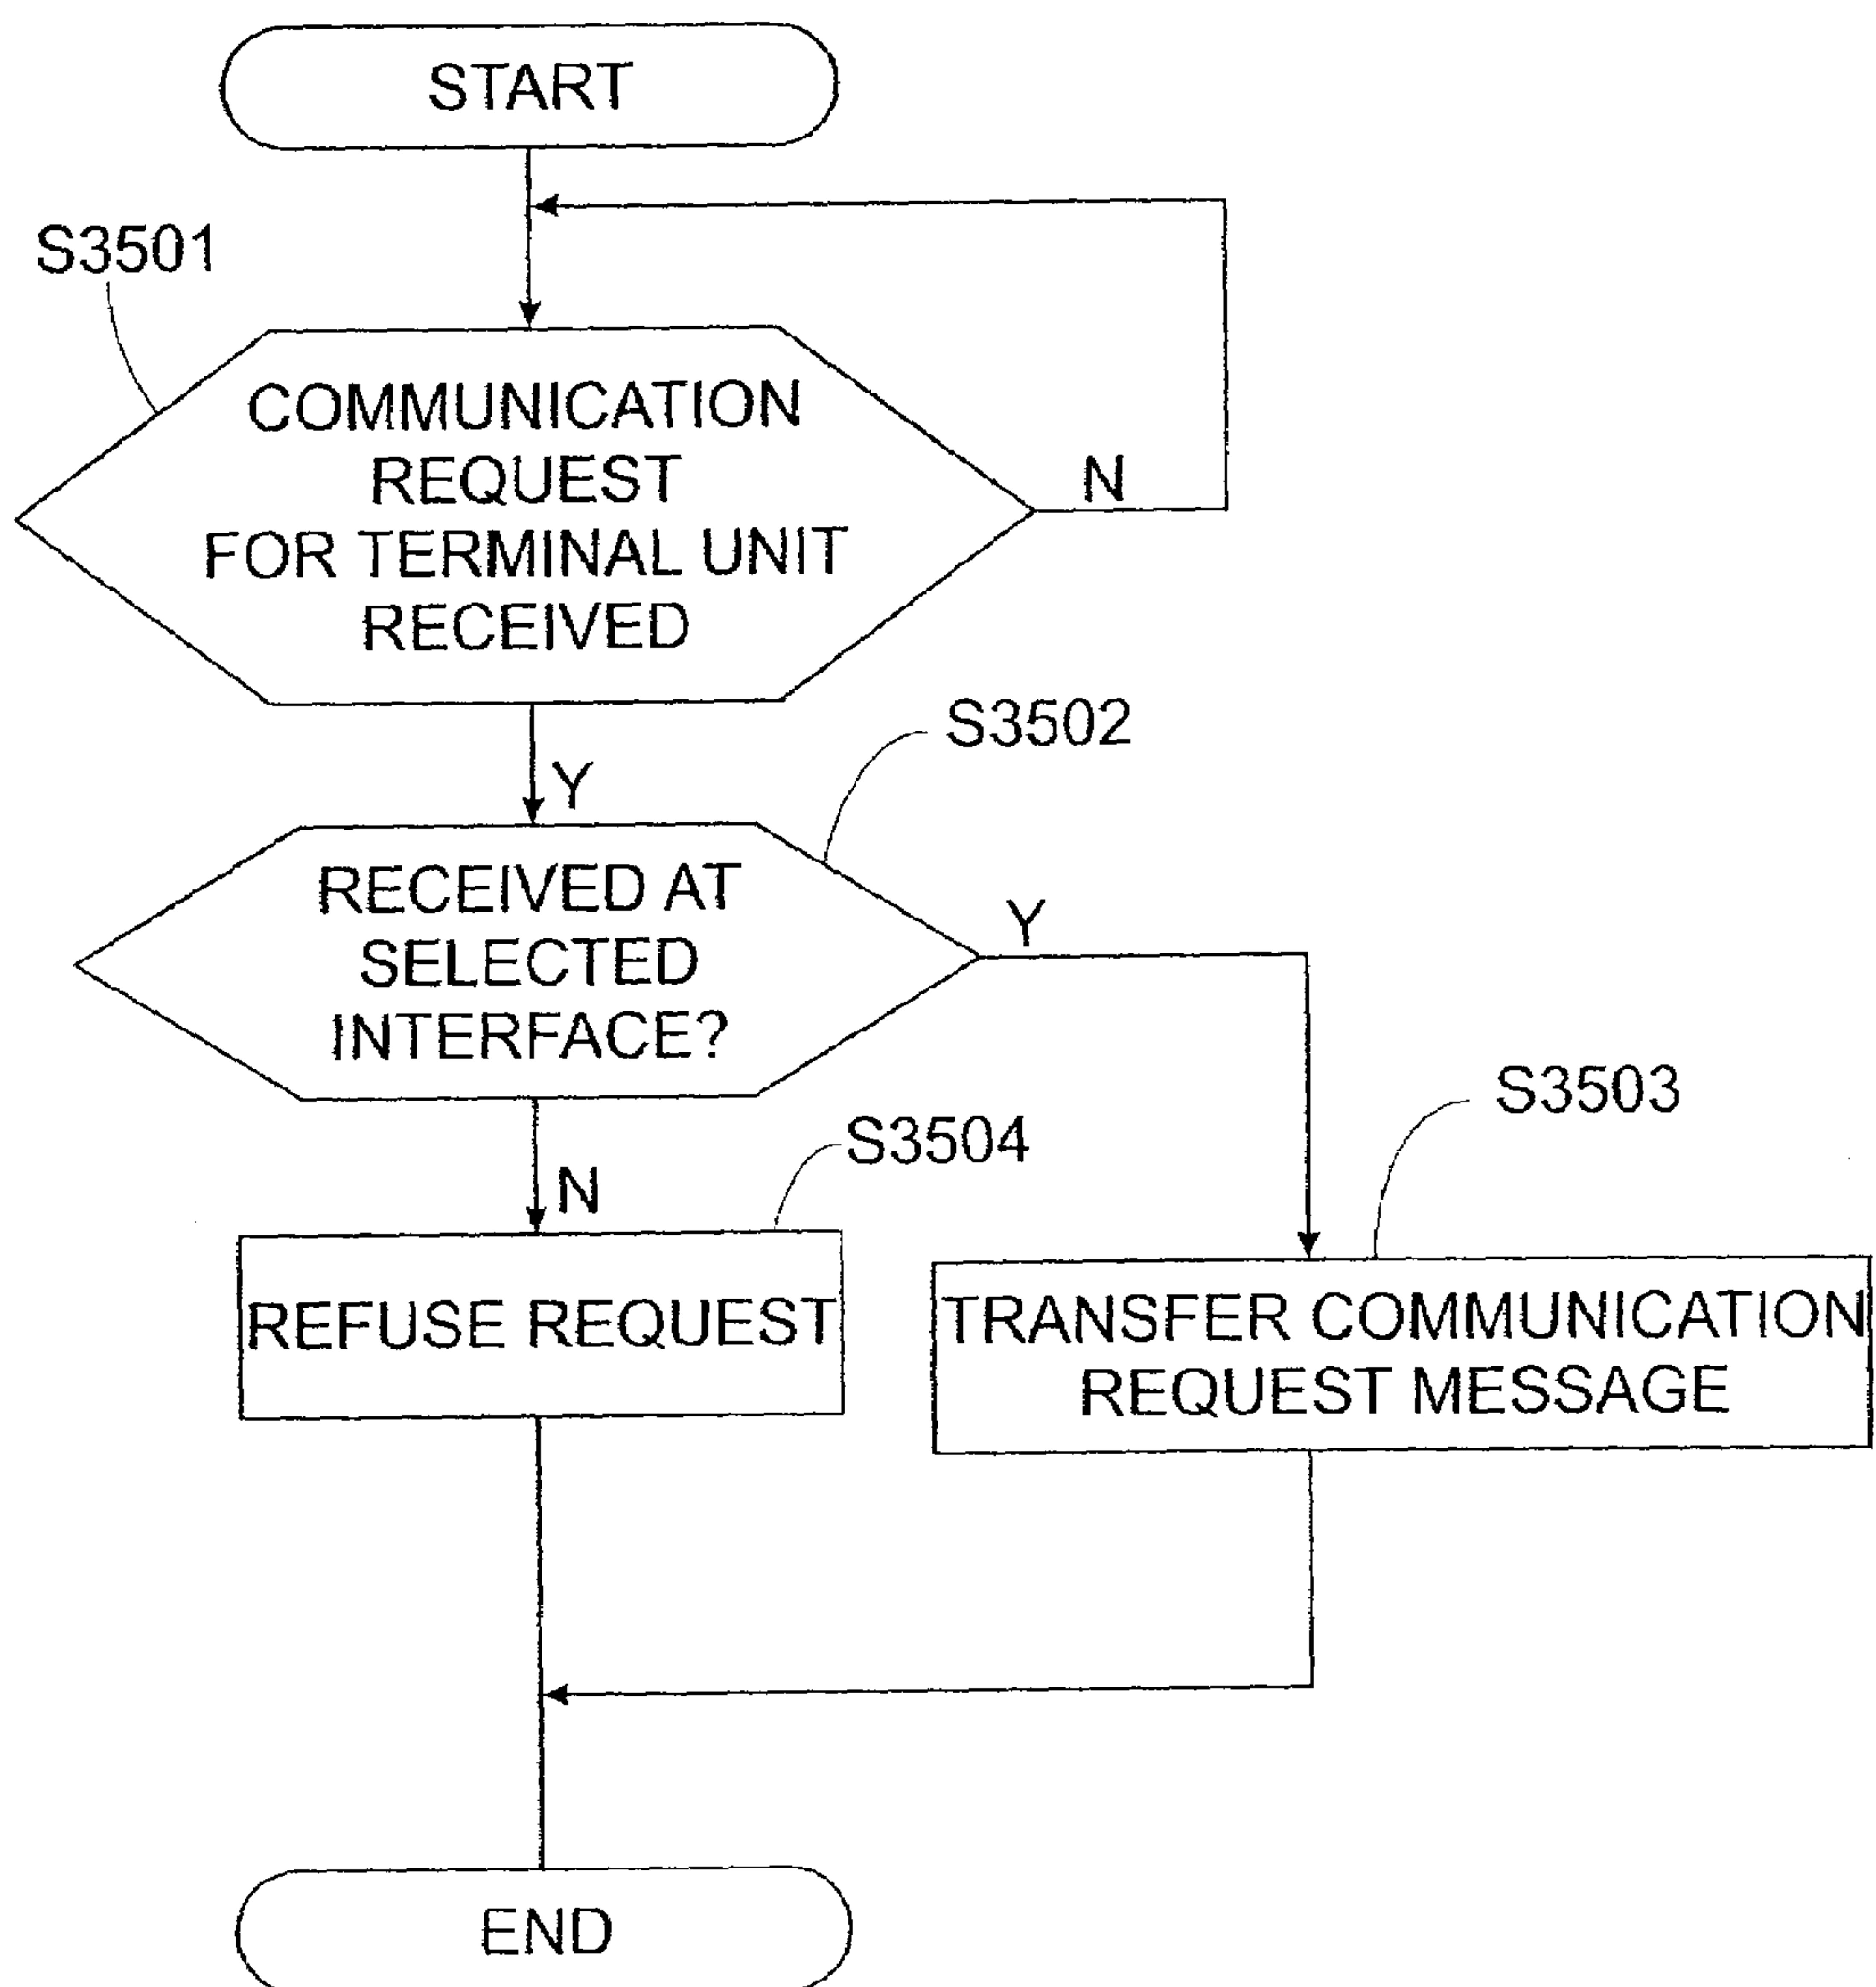 START
S3501
COMMUNICATION
REQUEST
FOR TERMINAL UNIT
RECEIVED
N
S3502
Y
RECEIVED AT
SELECTED
INTERFACE?
Y
S3503
S3504
N
REFUSE REQUEST
TRANSFER COMMUNICATION
REQUEST MESSAGE
END